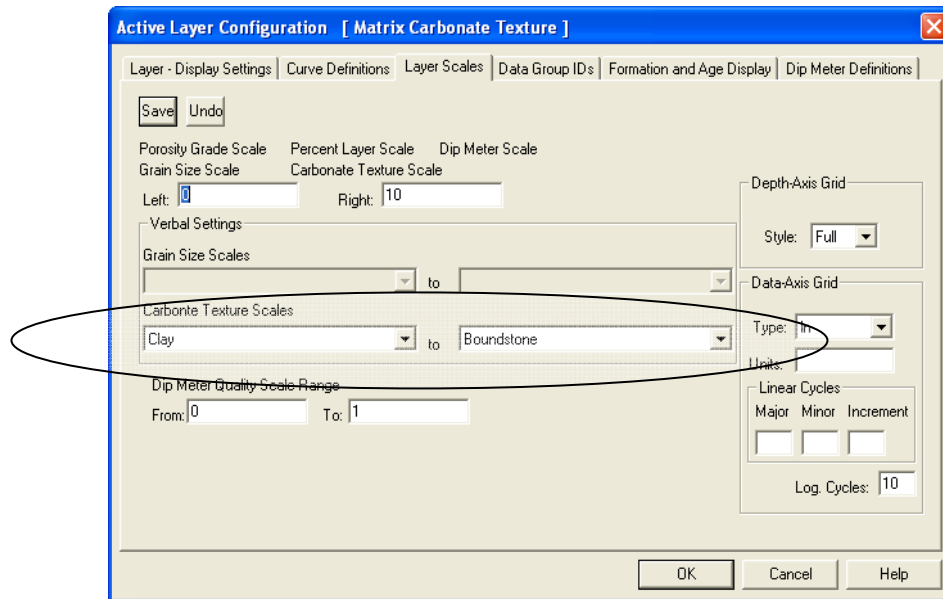 Active Layer Configuration [ Matrix Carbonate Texture ]
Layer - Display Settings Curve Definitions Layer Scales Data Group IDs Formation and Age Display Dip Meter Definitions
Save Undo
Porosity Grade Scale Percent Layer Scale Dip Meter Scale
Grain Size Scale Carbonate Texture Scale
Left: 0 Right: 10
Verbal Settings
Grain Size Scales
to
Carbonte Texture Scales
Clay to Boundstone
Dip Meter Quality Scale Range
From: 0 To: 1
Depth-Axis Grid
Style: Full
Data-Axis Grid
Type: ln
Units:
Linear Cycles
Major Minor Increment
Log. Cycles: 10
OK Cancel Help